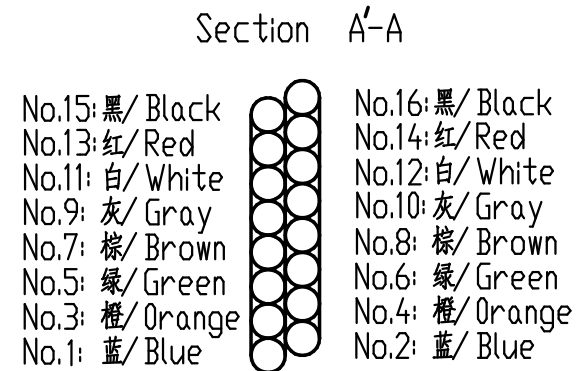 Section A'-A
No.15:黑/Black
No.13:红/Red
No.11:白/White
No.9:灰/Gray
No.7:棕/Brown
No.5:绿/Green
No.3:橙/Orange
No.1:蓝/Blue
No.16:黑/Black
No.14:红/Red
No.12:白/White
No.10:灰/Gray
No.8:棕/Brown
No.6:绿/Green
No.4:橙/Orange
No.2:蓝/Blue